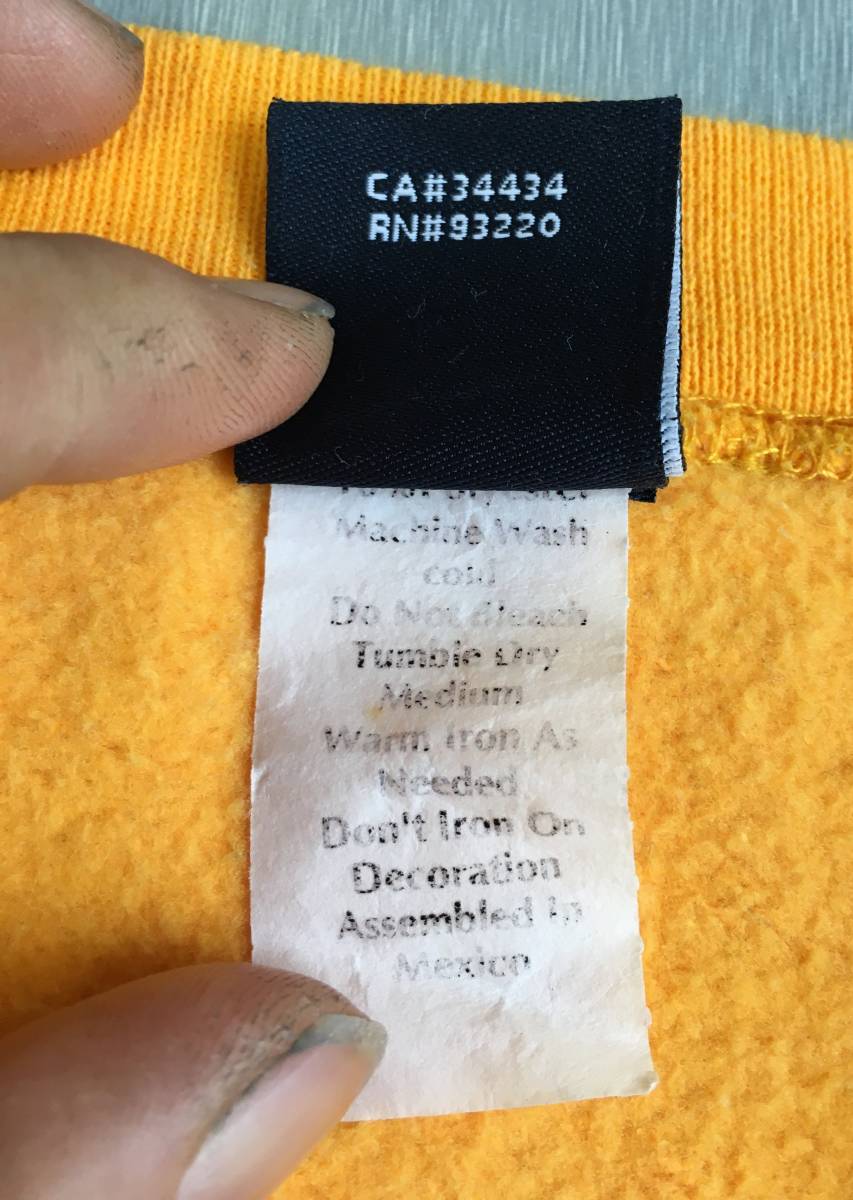 CA#34434
RN#93220
Machine Wash
cold
Do Not Bleach
Tumble Dry
Medium
Warm Iron As
Needed
Don't Iron On
Decoration
Assembled In
Mexico